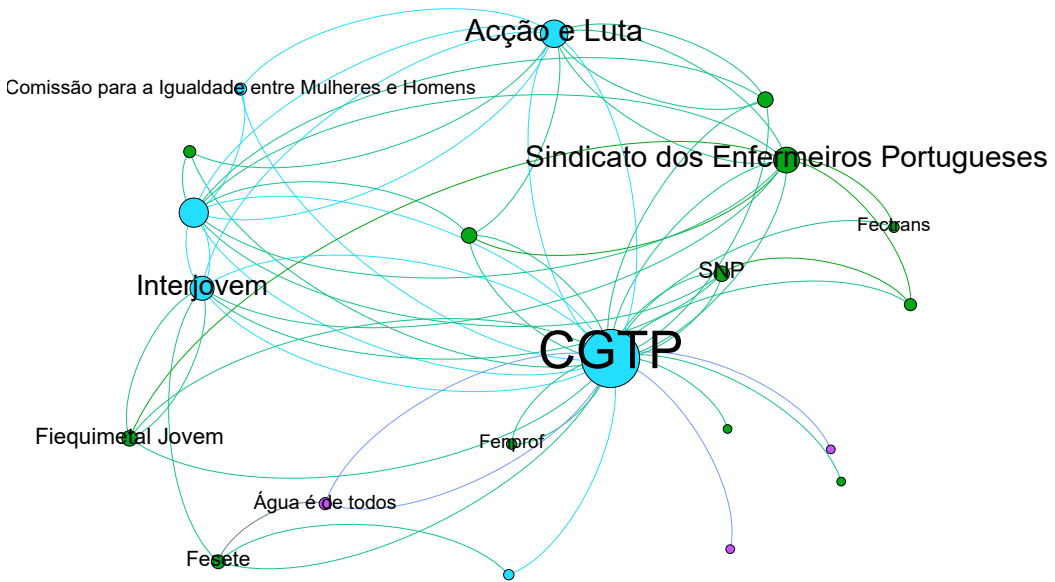 Acção e Luta
Comissão para a Igualdade entre Mulheres e Homens
Sindicato dos Enfermeiros Portugueses
Fectrans
SNP
Interjovem
CGTP
Fiequimetal Jovem
Fenprof
Água é de todos
Fesete